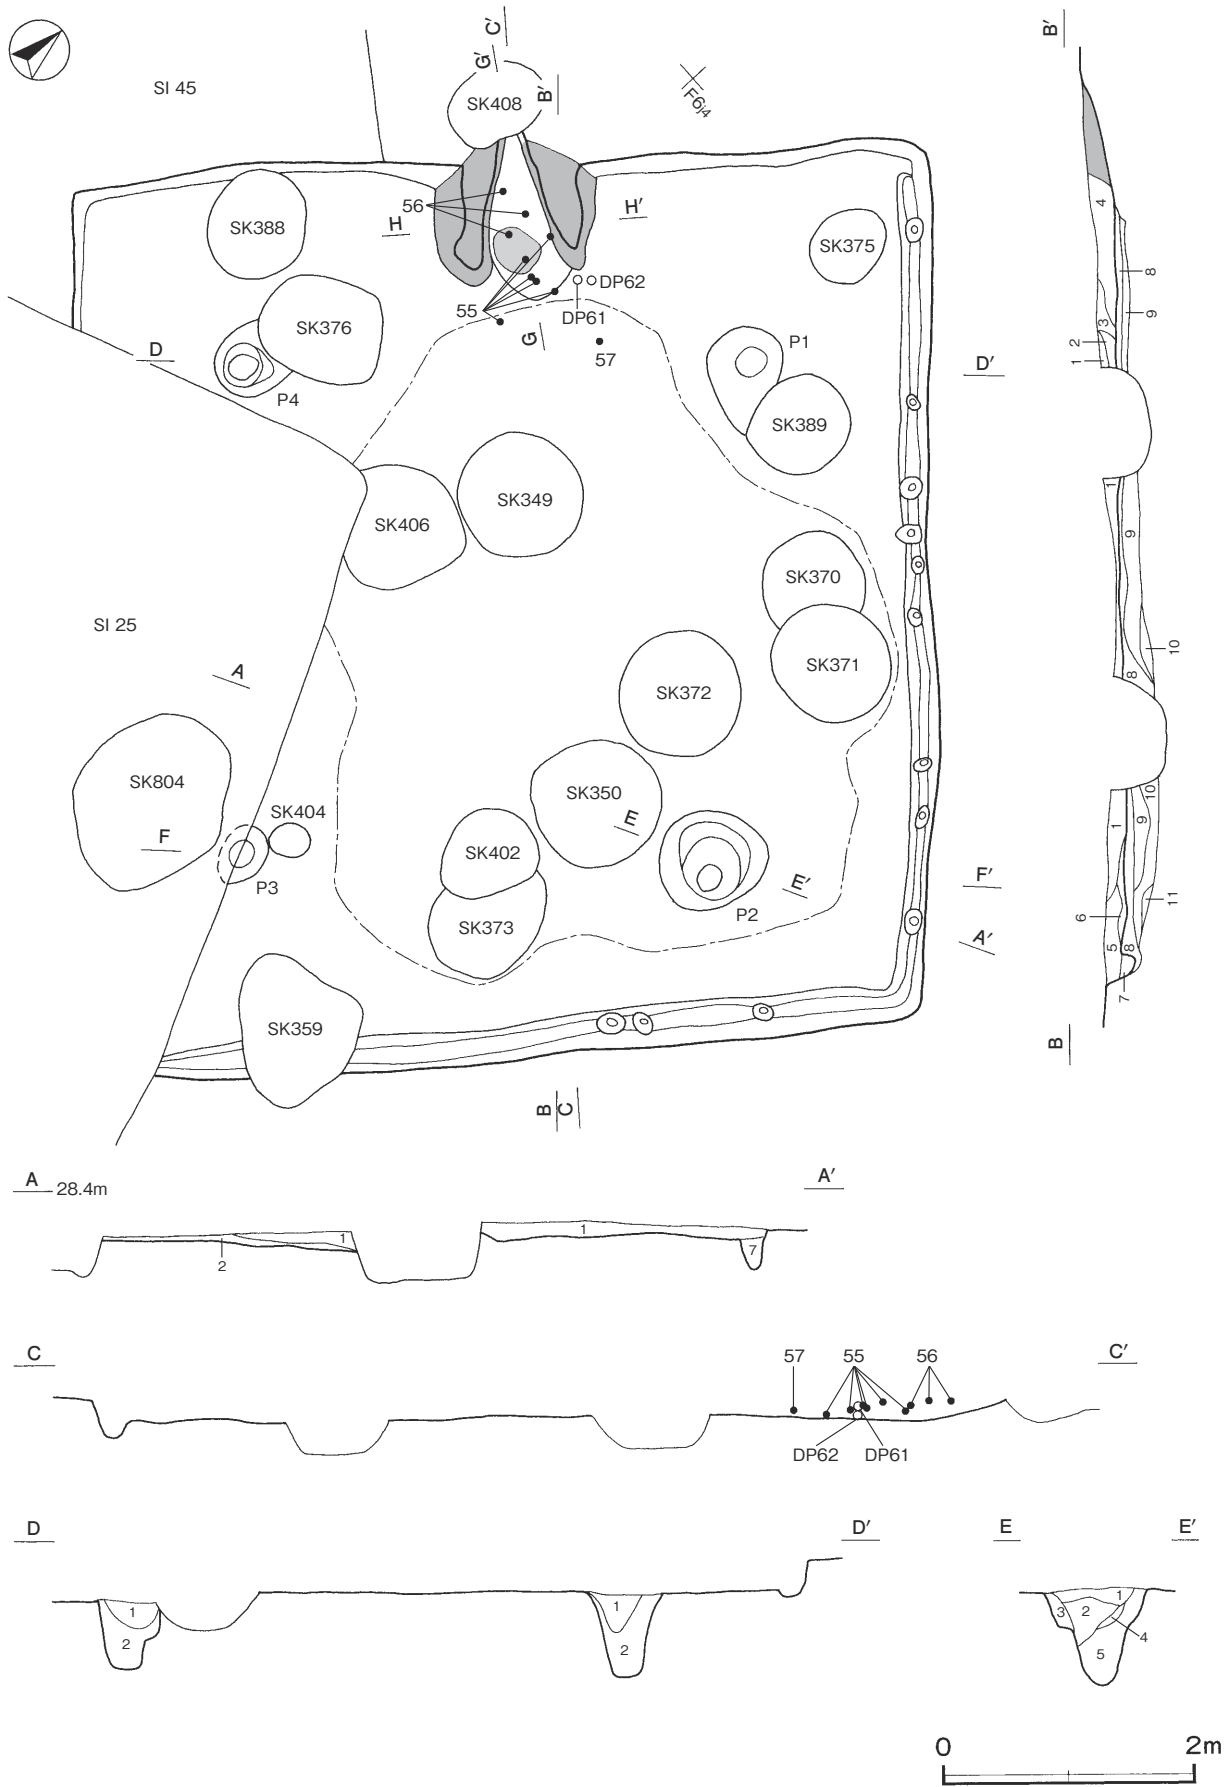 SI 45
C′
G′
B′
SK408
F6j4
B′
SK388
56
H
H′
SK375
55
DP62
DP61
G
57
SK376
D
P4
P1
D′
SK389
SK406
SK349
SK370
SK371
SI 25
A
SK372
SK804
SK404
F
P3
SK350
E
SK402
SK373
P2
E′
F′
A′
SK359
B
C
4
8
3
9
2
1
1
9
10
8
10
1
9
6
11
5
8
7
B
A
28.4m
A′
1
2
1
7
C
57
55
56
C′
DP62
DP61
D
D′
1
2
1
2
E
E′
1
3
2
4
5
0
2m